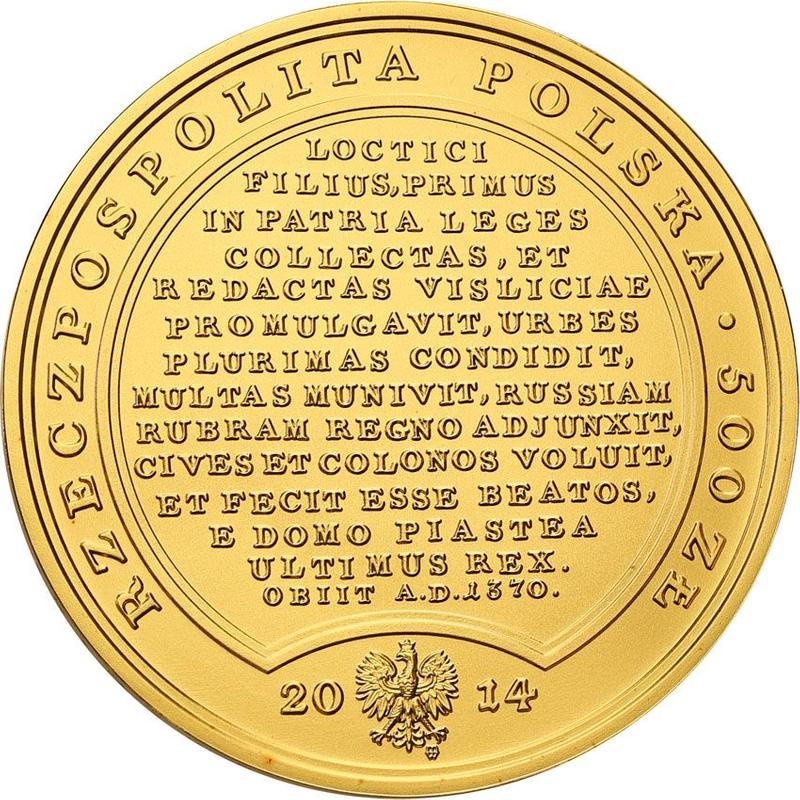 RZECZPOSPOLITA POLSKA · 500 ZŁ
LOCTICI
FILIUS, PRIMUS
IN PATRIA LEGES
COLLECTAS, ET
REDACTAS VISLICIAE
PROMULGAVIT, URBES
PLURIMAS CONDIDIT,
MULTAS MUNIVIT, RUSSIAM
RUBRAM REGNO ADJUNXIT,
CIVES ET COLONOS VOLUIT,
ET FECIT ESSE BEATOS,
E DOMO PIASTEA
ULTIMUS REX.
OBIIT A.D. 1370.
20 14